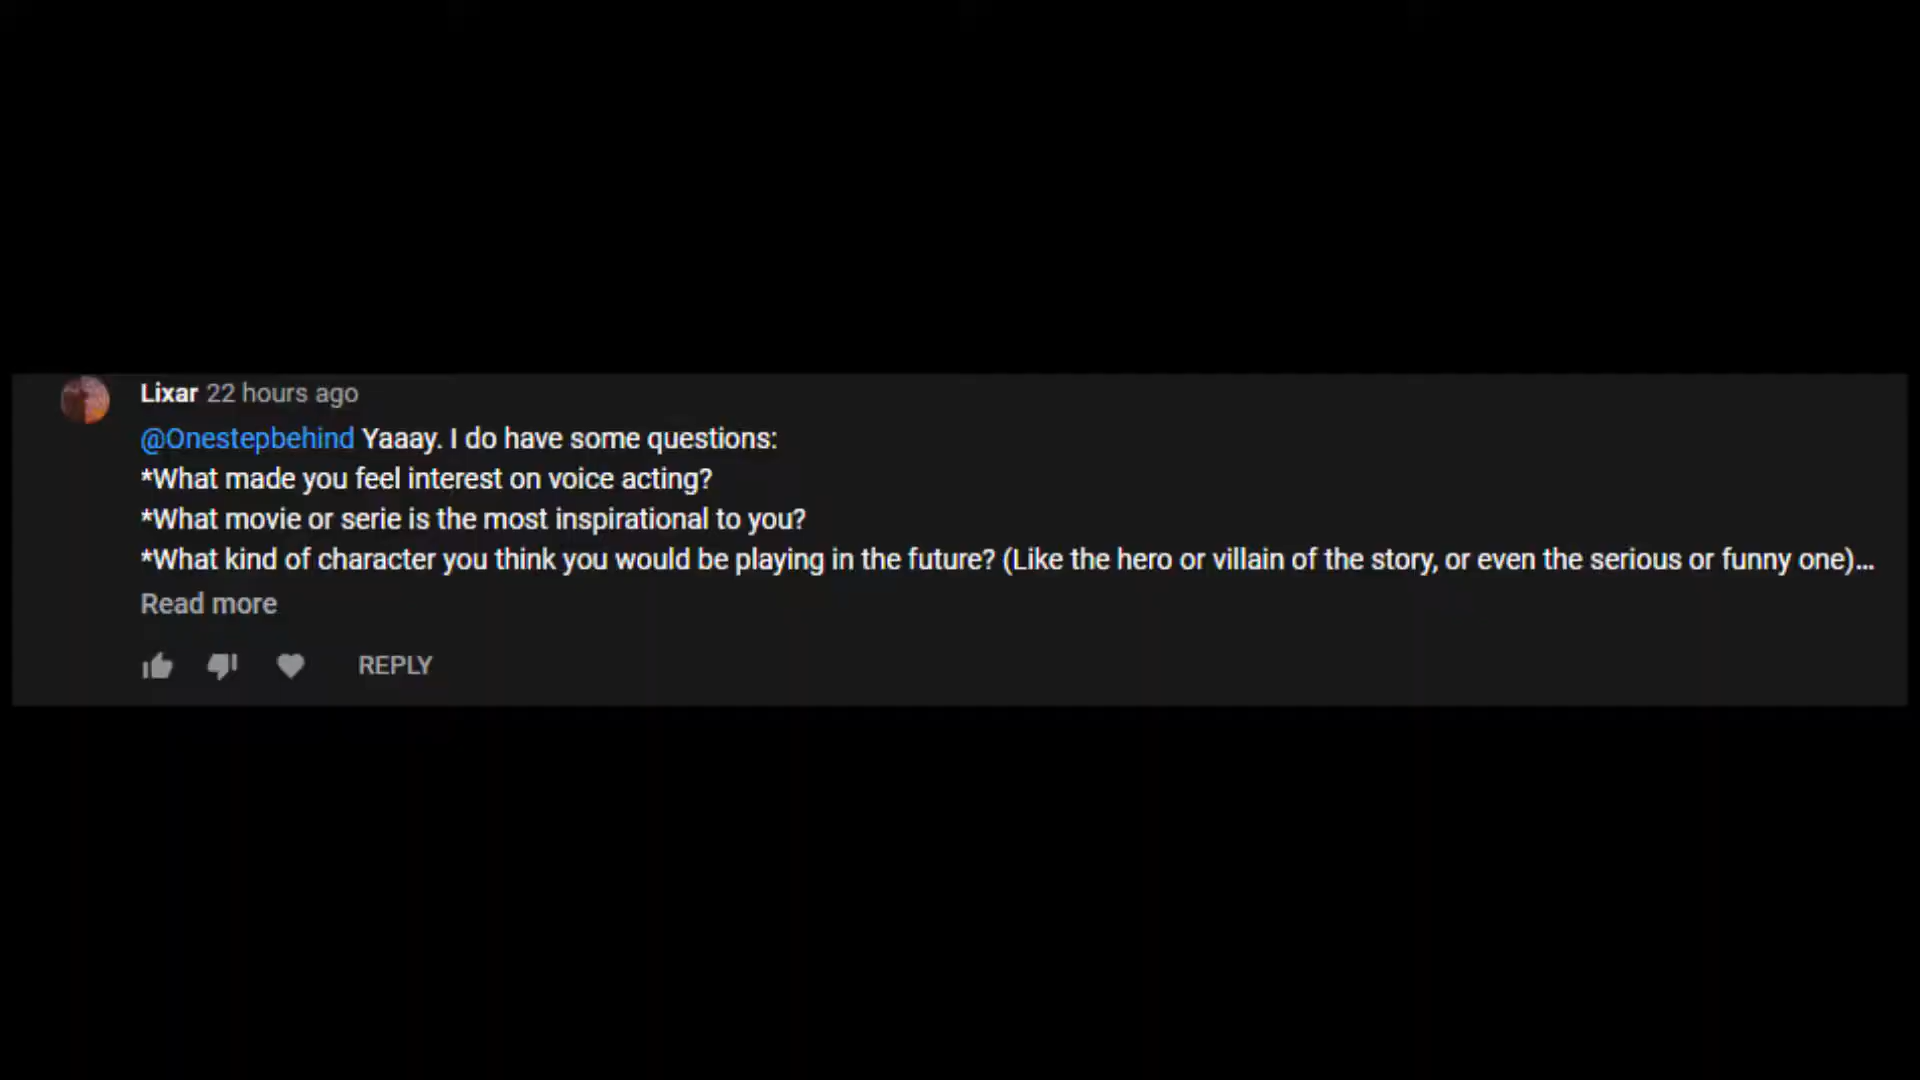 Lixar 22 hours ago
@Onestepbehind Yaaay. I do have some questions:
*What made you feel interest on voice acting?
*What movie or serie is the most inspirational to you?
*What kind of character you think you would be playing in the future? (Like the hero or villain of the story, or even the serious or funny one)...
Read more
REPLY